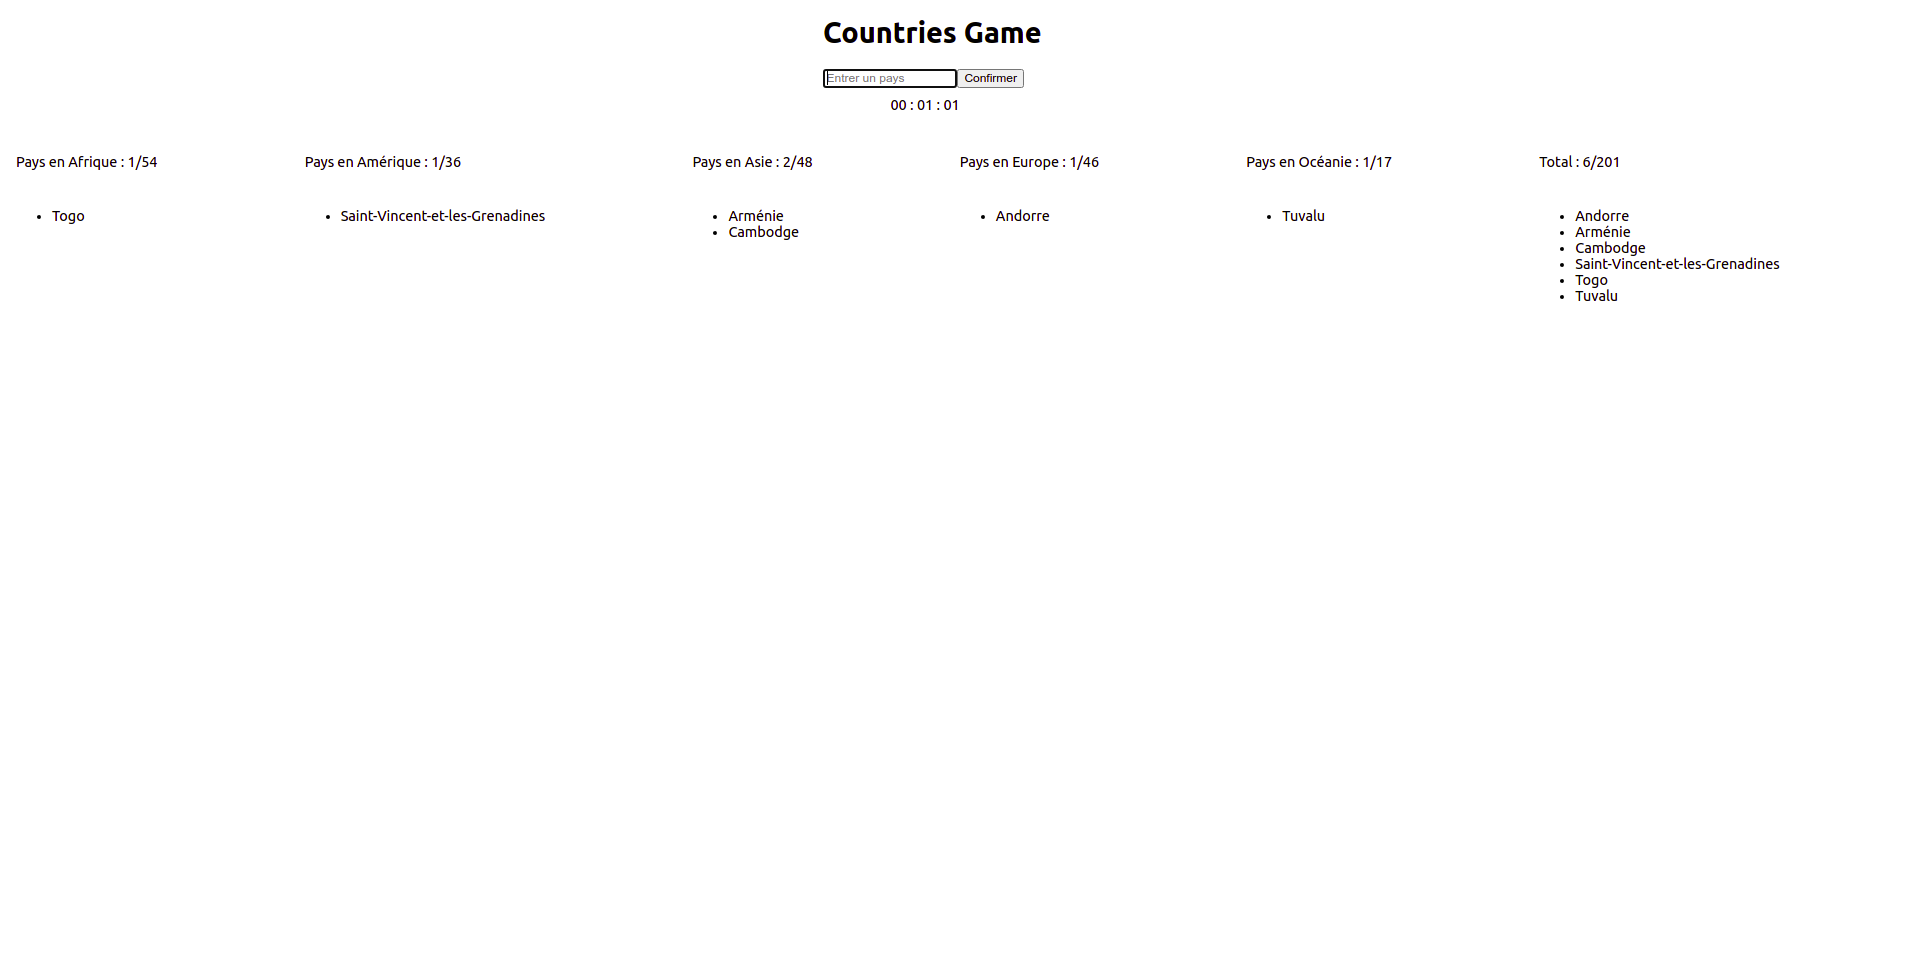 Countries Game
Entrer un pays
Confirmer
00 : 01 : 01
Pays en Afrique : 1/54
Togo
Pays en Amérique : 1/36
Saint-Vincent-et-les-Grenadines
Pays en Asie : 2/48
Arménie
Cambodge
Pays en Europe : 1/46
Andorre
Pays en Océanie : 1/17
Tuvalu
Total : 6/201
Andorre
Arménie
Cambodge
Saint-Vincent-et-les-Grenadines
Togo
Tuvalu